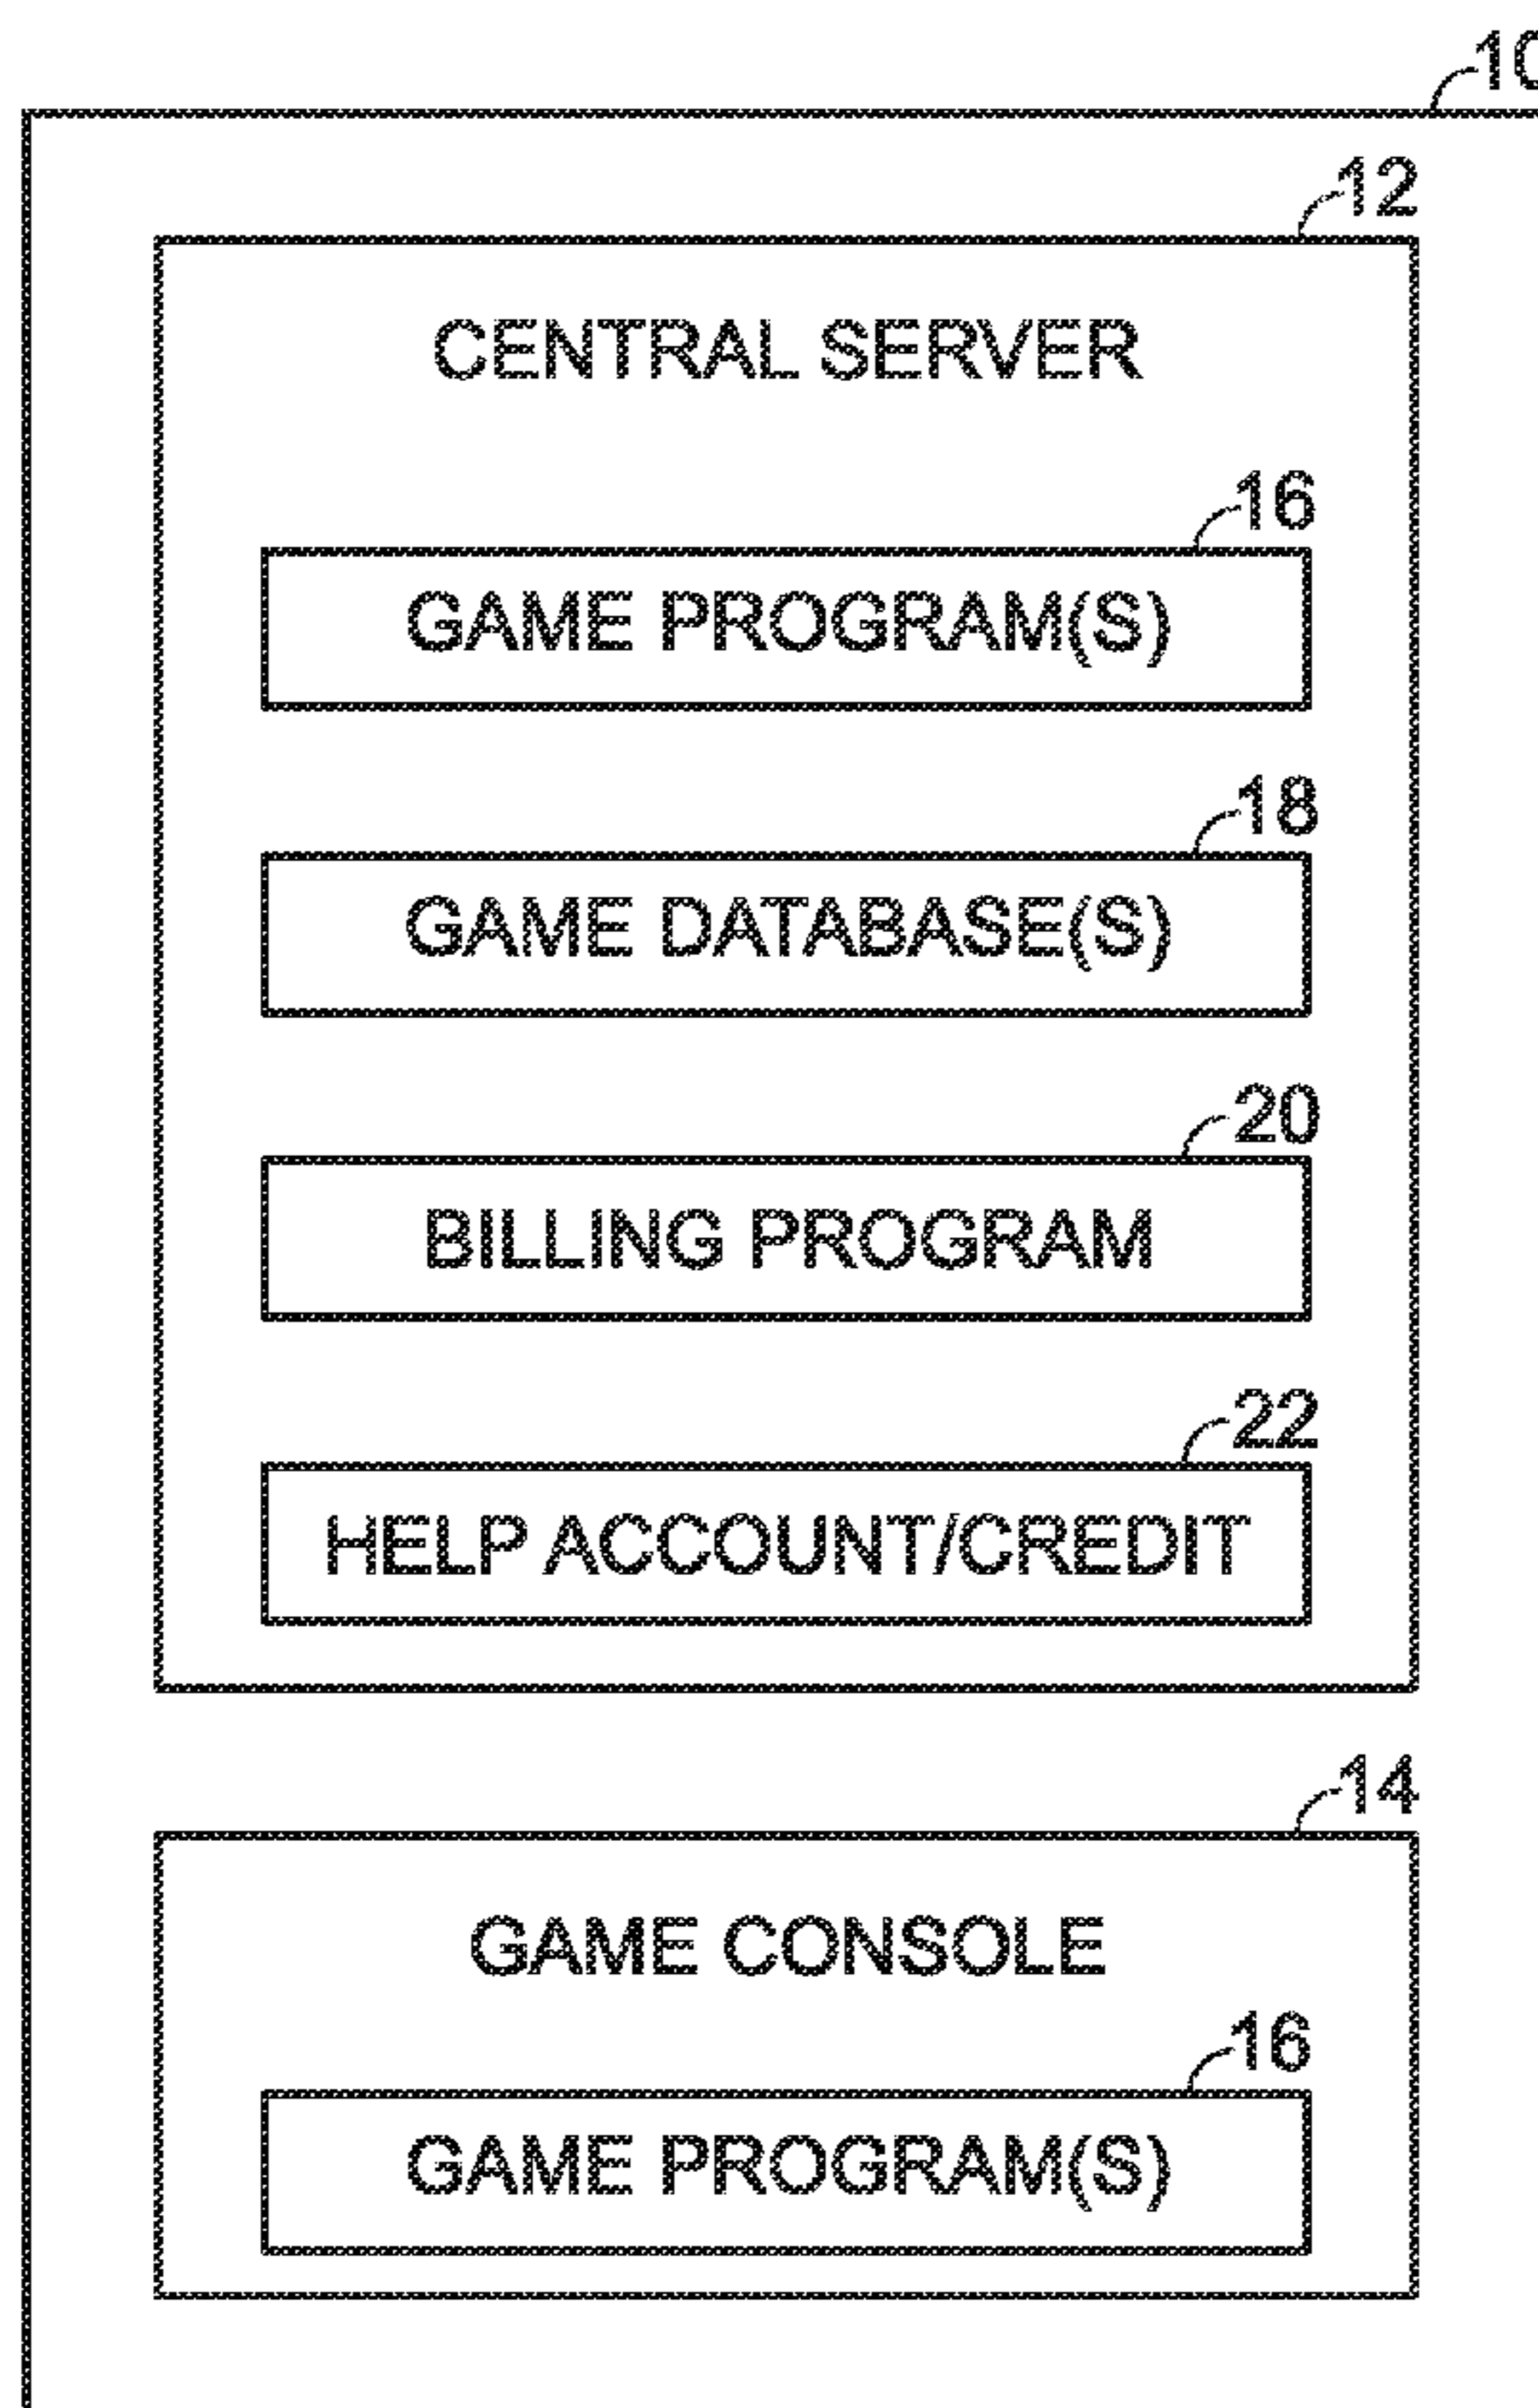 10
12
CENTRAL SERVER
16
GAME PROGRAM(S)
18
GAME DATABASE(S)
20
BILLING PROGRAM
22
HELP ACCOUNT/CREDIT
14
GAME CONSOLE
16
GAME PROGRAM(S)